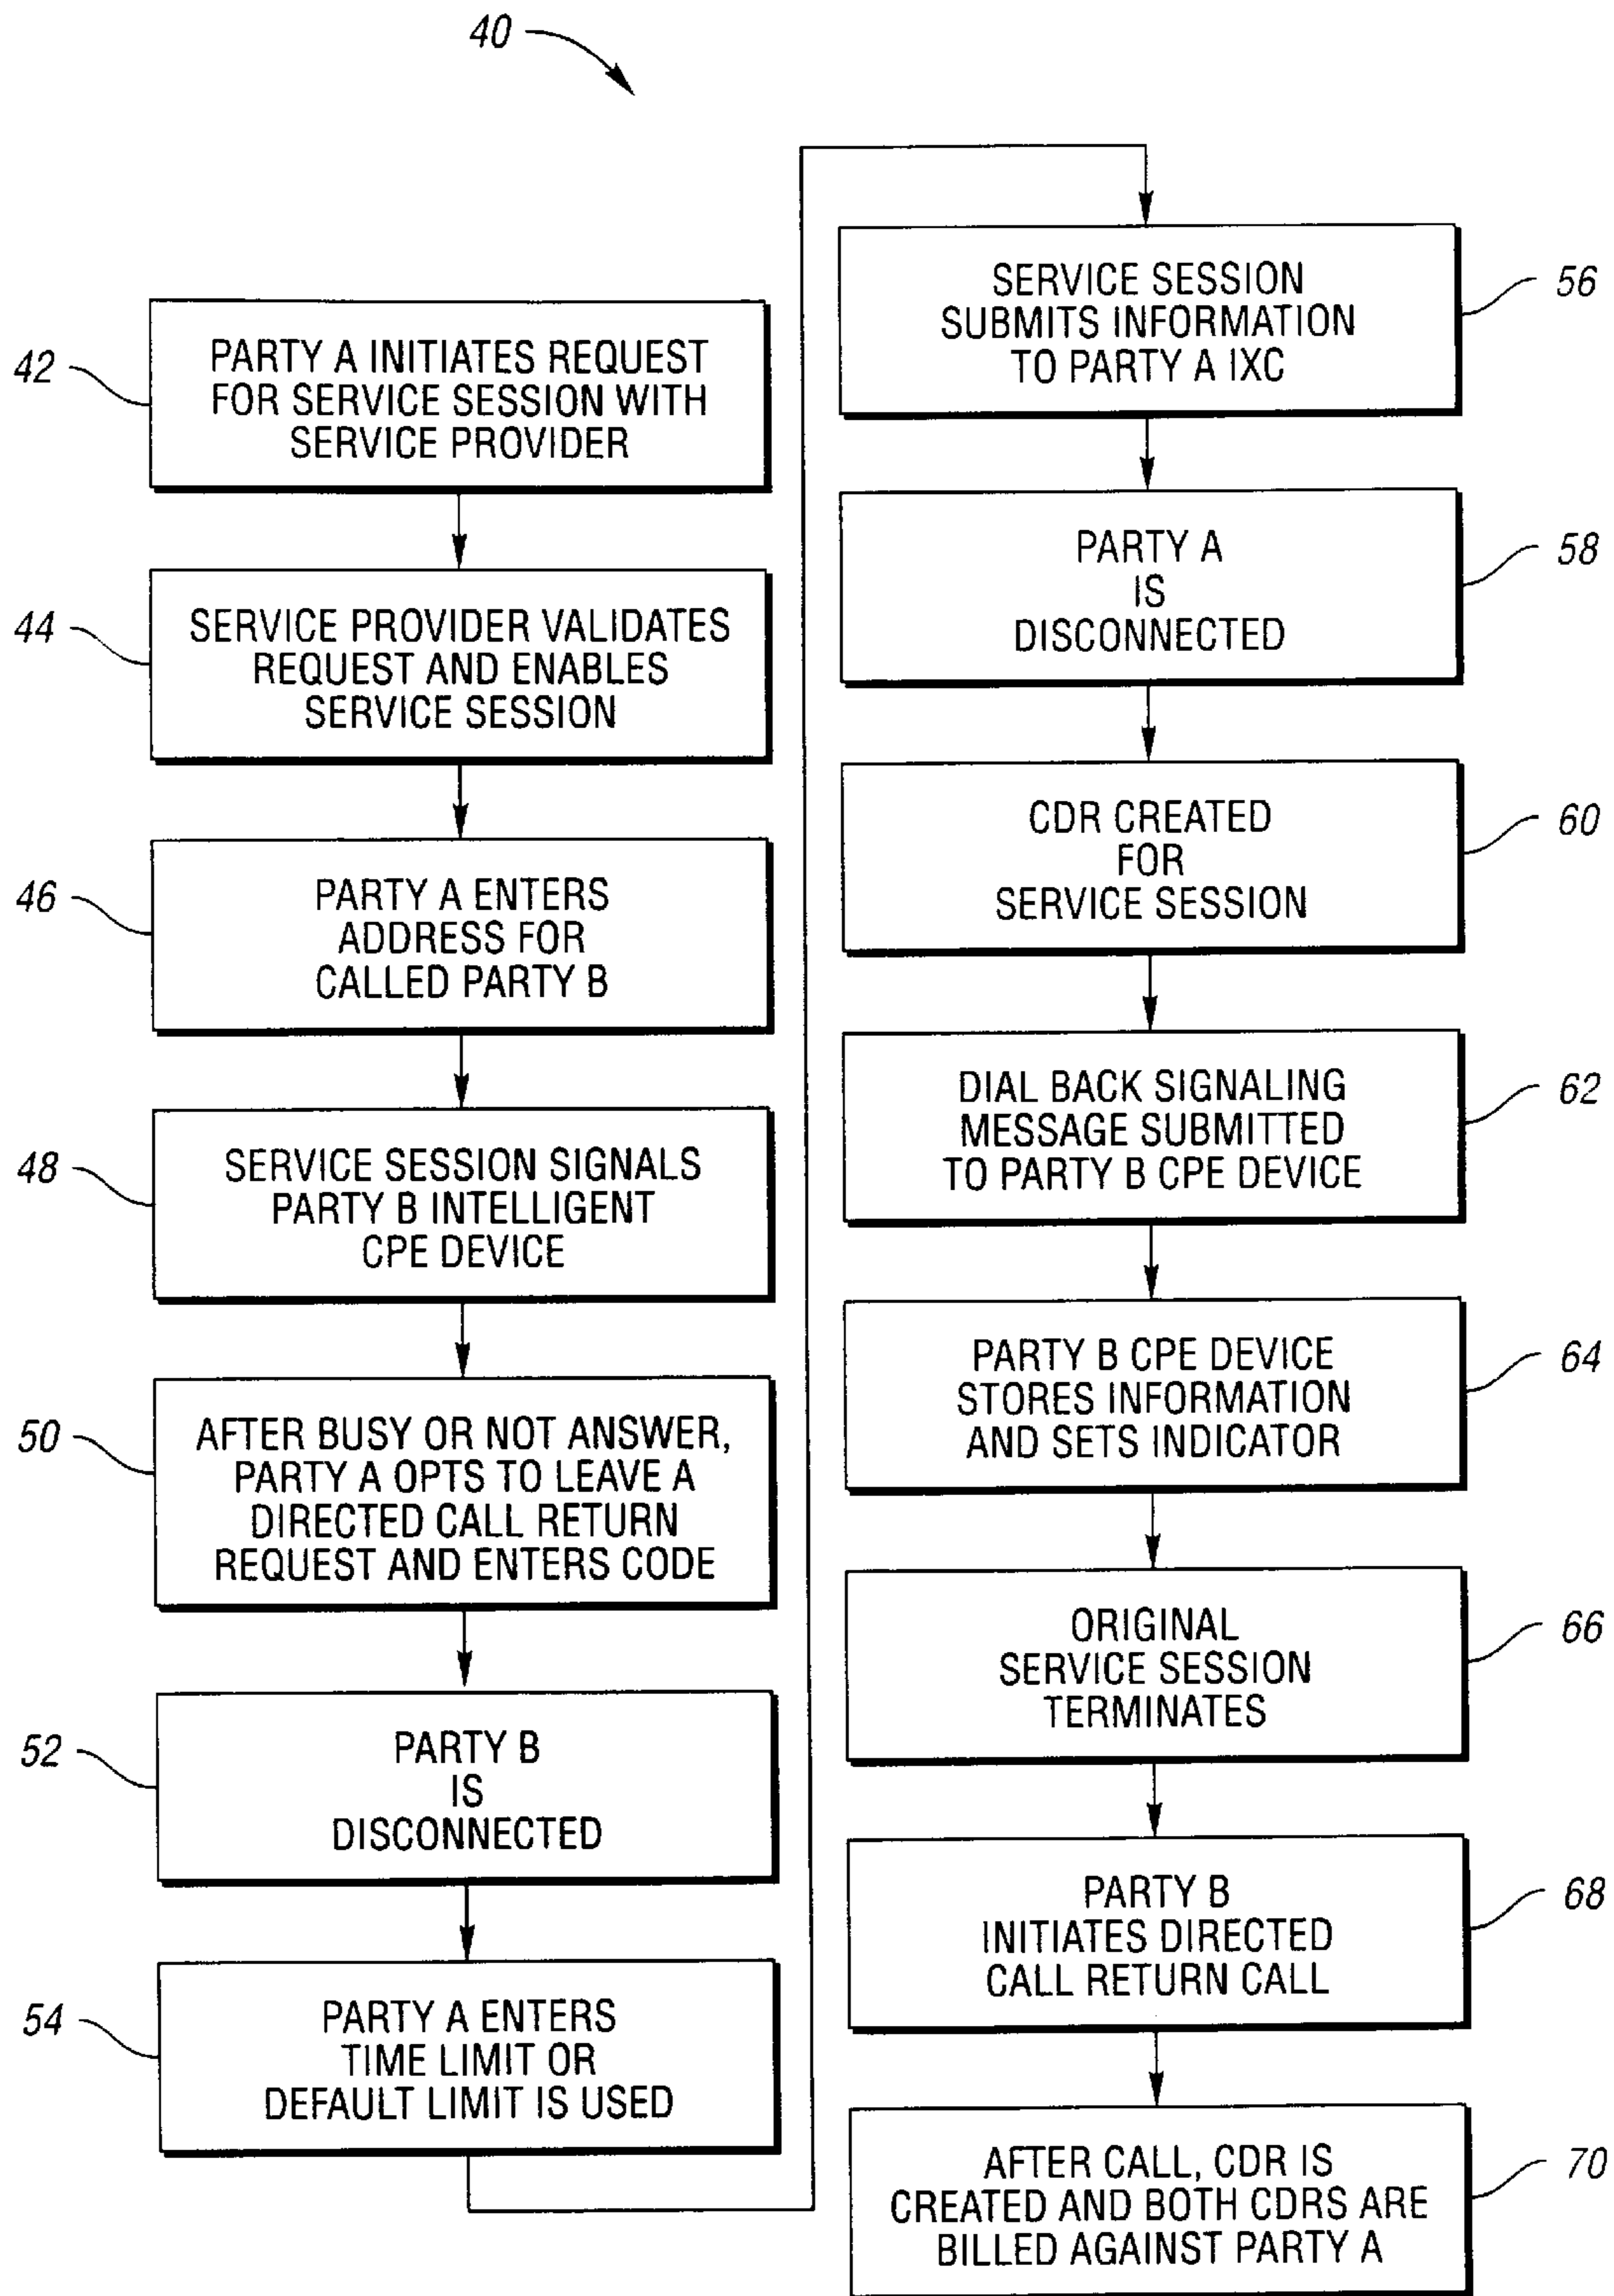 40
42
PARTY A INITIATES REQUEST
FOR SERVICE SESSION WITH
SERVICE PROVIDER
44
SERVICE PROVIDER VALIDATES
REQUEST AND ENABLES
SERVICE SESSION
46
PARTY A ENTERS
ADDRESS FOR
CALLED PARTY B
48
SERVICE SESSION SIGNALS
PARTY B INTELLIGENT
CPE DEVICE
50
AFTER BUSY OR NOT ANSWER,
PARTY A OPTS TO LEAVE A
DIRECTED CALL RETURN
REQUEST AND ENTERS CODE
52
PARTY B
IS
DISCONNECTED
54
PARTY A ENTERS
TIME LIMIT OR
DEFAULT LIMIT IS USED
SERVICE SESSION
SUBMITS INFORMATION
TO PARTY A IXC
56
PARTY A
IS
DISCONNECTED
58
CDR CREATED
FOR
SERVICE SESSION
60
DIAL BACK SIGNALING
MESSAGE SUBMITTED
TO PARTY B CPE DEVICE
62
PARTY B CPE DEVICE
STORES INFORMATION
AND SETS INDICATOR
64
ORIGINAL
SERVICE SESSION
TERMINATES
66
PARTY B
INITIATES DIRECTED
CALL RETURN CALL
68
AFTER CALL, CDR IS
CREATED AND BOTH CDRS ARE
BILLED AGAINST PARTY A
70